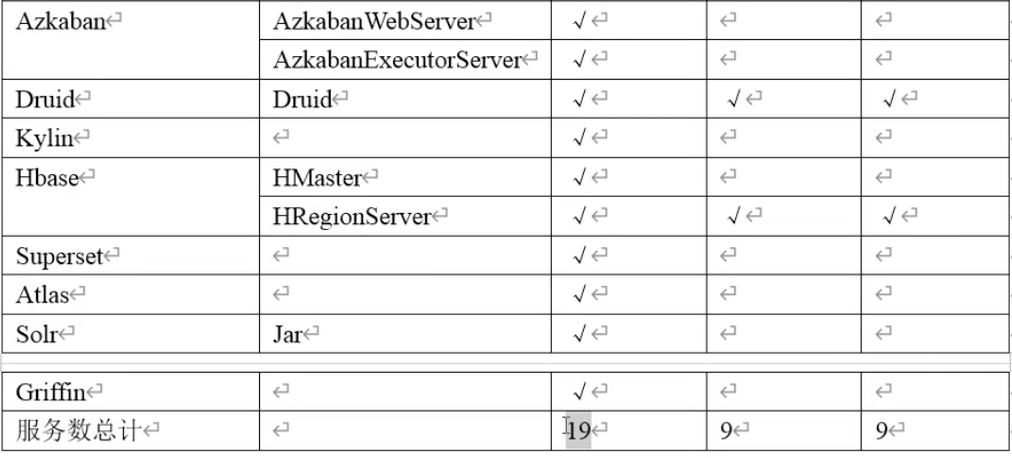 Azkaban AzkabanWebServer √
AzkabanExecutorServer √
Druid Druid √ √ √
Kylin √
Hbase HMaster √
HRegionServer √ √ √
Superset √
Atlas √
Solr Jar √
Griffin √
服务数总计 19 9 9